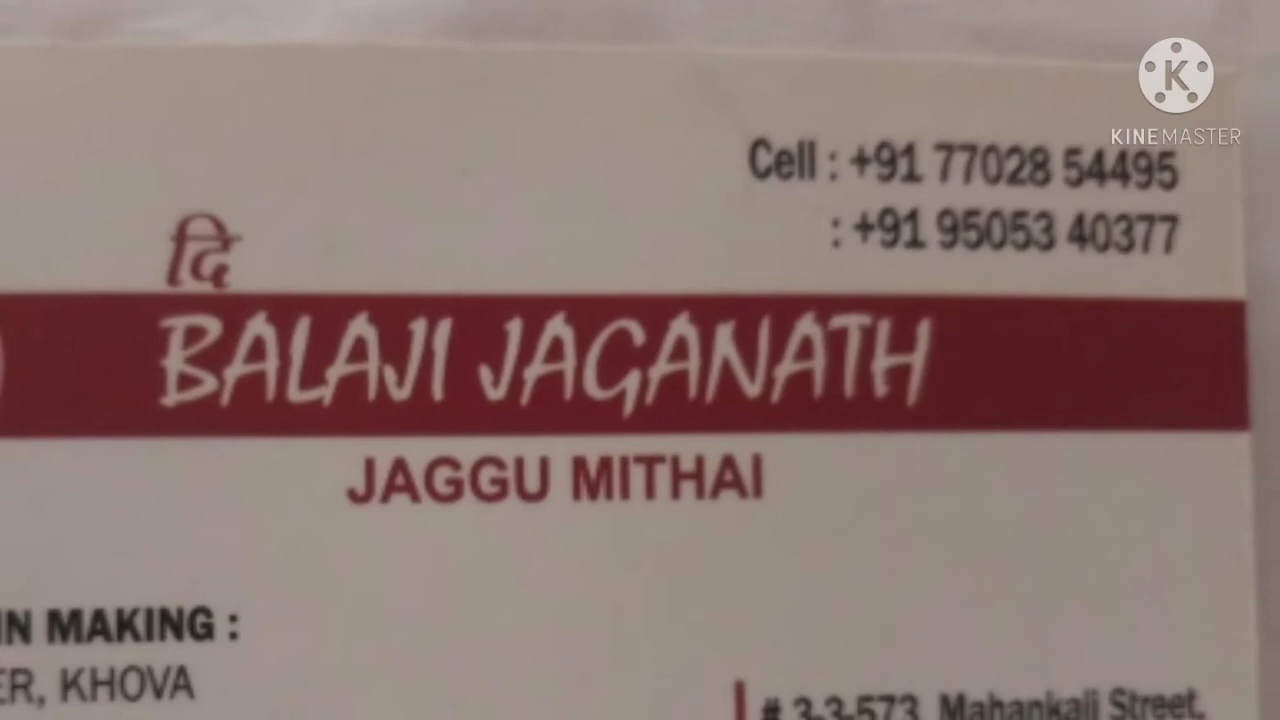 KINEMASTER
Cell : +91 77028 54495
: +91 95053 40377
दि
BALAJI JAGANATH
JAGGU MITHAI
IN MAKING :
ER, KHOVA
# 3-3-573, Mahankali Street,